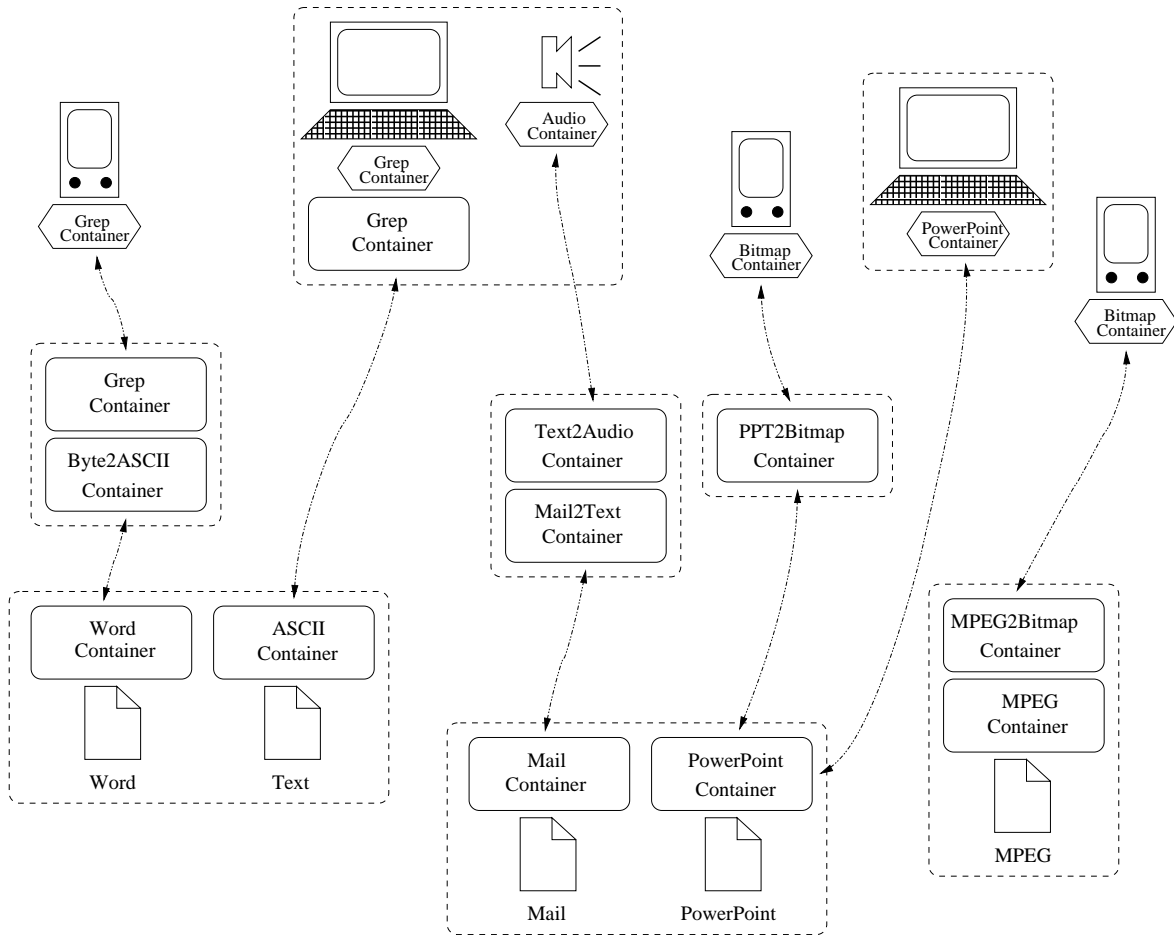 Audio
Container
Grep
Container
Grep
Container
Grep
Container
Bitmap
Container
PowerPoint
Container
Bitmap
Container
Grep
Container
Byte2ASCII
Container
Text2Audio
Container
Mail2Text
Container
PPT2Bitmap
Container
Word
Container
ASCII
Container
Word
Text
MPEG2Bitmap
Container
MPEG
Container
MPEG
Mail
Container
PowerPoint
Container
Mail
PowerPoint